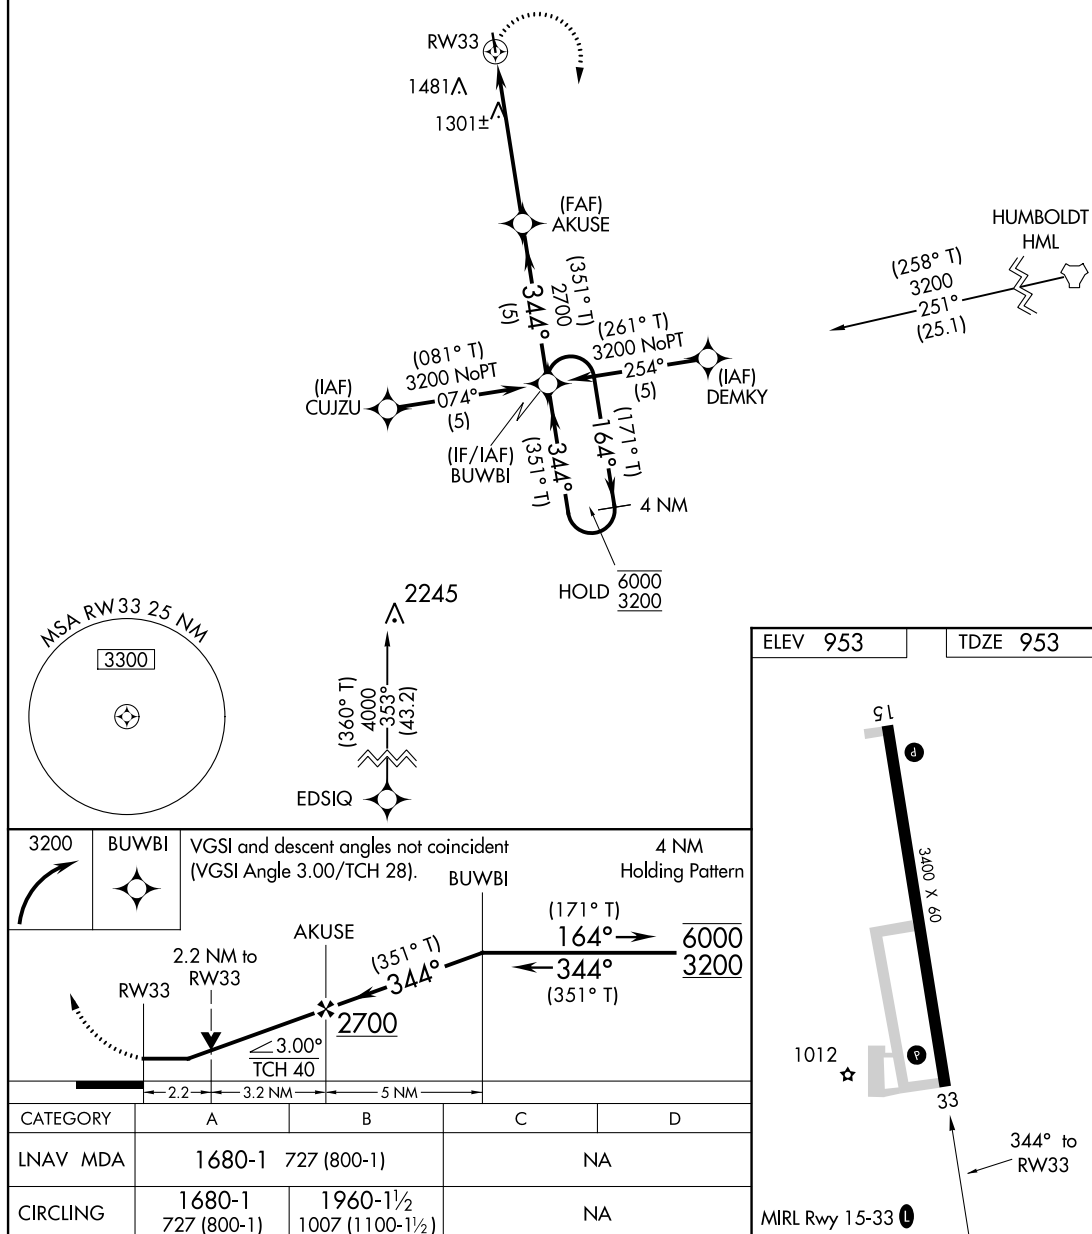 RW33
1481
1301±
(FAF)
AKUSE
HUMBOLDT
HML
(258° T)
3200
251°
(25.1)
(351° T)
2700
344°
(5)
(261° T)
3200 NoPT
254°
(5)
(IAF)
DEMKY
(081° T)
3200 NoPT
074°
(5)
(IAF)
CUJZU
(IF/IAF)
BUWBI
344°
(351° T)
(171° T)
164°
4 NM
HOLD
6000
3200
2245
MSA RW33 25 NM
3300
(360° T)
4000
353°
(43.2)
EDSIQ
ELEV 953
TDZE 953
15
P
3400 X 60
1012
P
33
344° to
RW33
MIRL Rwy 15-33 L
3200
BUWBI
VGSI and descent angles not coincident
(VGSI Angle 3.00/TCH 28).
4 NM
Holding Pattern
BUWBI
(171° T)
164°
6000
3200
344°
(351° T)
AKUSE
(351° T)
344°
2.2 NM to
RW33
RW33
2700
3.00°
TCH 40
2.2
3.2 NM
5 NM
CATEGORY A B C D
LNAV MDA 1680-1 727 (800-1) NA
CIRCLING 1680-1 1960-1½ NA
727 (800-1) 1007 (1100-1½)